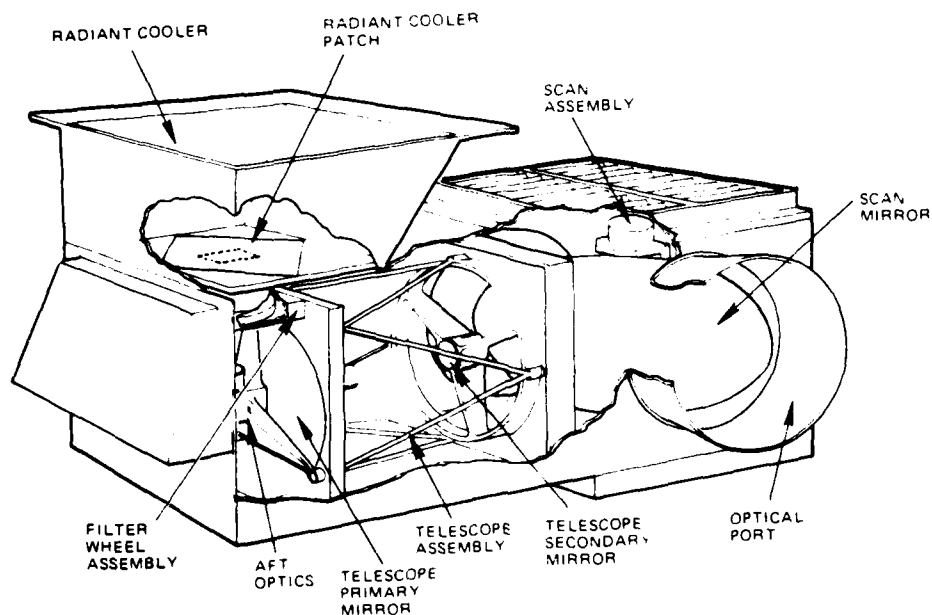 RADIANT COOLER
RADIANT COOLER
PATCH
SCAN
ASSEMBLY
SCAN
MIRROR
FILTER
WHEEL
ASSEMBLY
AFT
OPTICS
TELESCOPE
PRIMARY
MIRROR
TELESCOPE
ASSEMBLY
TELESCOPE
SECONDARY
MIRROR
OPTICAL
PORT